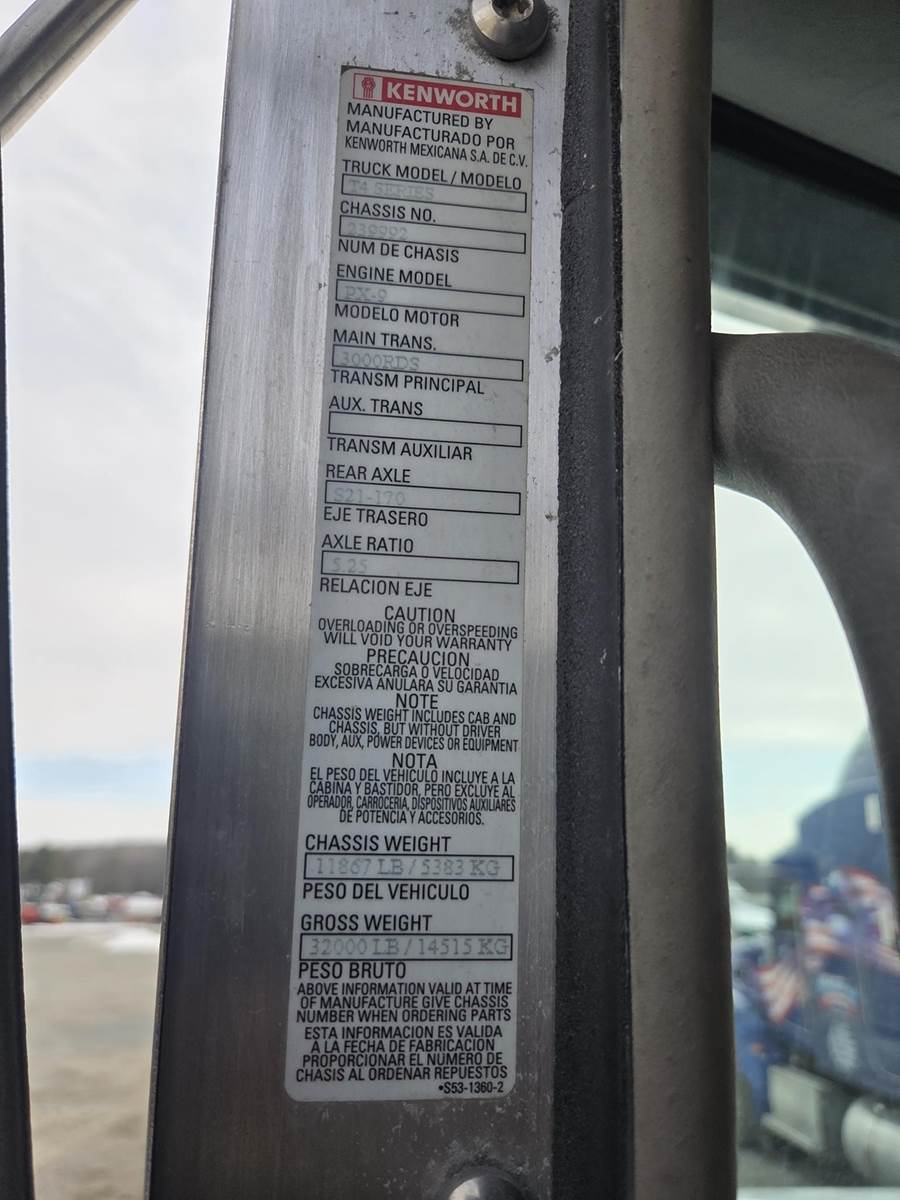 KENWORTH
MANUFACTURED BY
MANUFACTURADO POR
KENWORTH MEXICANA S.A. DE C.V.
TRUCK MODEL / MODELO
T4 SERIES
CHASSIS NO.
239992
NUM DE CHASIS
ENGINE MODEL
PX-9
MODELO MOTOR
MAIN TRANS.
3000RDS
TRANSM PRINCIPAL
AUX. TRANS
TRANSM AUXILIAR
REAR AXLE
S21-170
EJE TRASERO
AXLE RATIO
5.25
RELACION EJE
CAUTION
OVERLOADING OR OVERSPEEDING
WILL VOID YOUR WARRANTY
PRECAUCION
SOBRECARGA O VELOCIDAD
EXCESIVA ANULARA SU GARANTIA
NOTE
CHASSIS WEIGHT INCLUDES CAB AND
CHASSIS, BUT WITHOUT DRIVER
BODY, AUX, POWER DEVICES OR EQUIPMENT
NOTA
EL PESO DEL VEHICULO INCLUYE A LA
CABINA Y BASTIDOR, PERO EXCLUYE AL
OPERADOR, CARROCERIA, DISPOSITIVOS AUXILIARES
DE POTENCIA Y ACCESORIOS.
CHASSIS WEIGHT
11867 LB / 5383 KG
PESO DEL VEHICULO
GROSS WEIGHT
32000 LB / 14515 KG
PESO BRUTO
ABOVE INFORMATION VALID AT TIME
OF MANUFACTURE GIVE CHASSIS
NUMBER WHEN ORDERING PARTS
ESTA INFORMACION ES VALIDA
A LA FECHA DE FABRICACION
PROPORCIONAR EL NUMERO DE
CHASIS AL ORDENAR REPUESTOS
•S53-1360-2